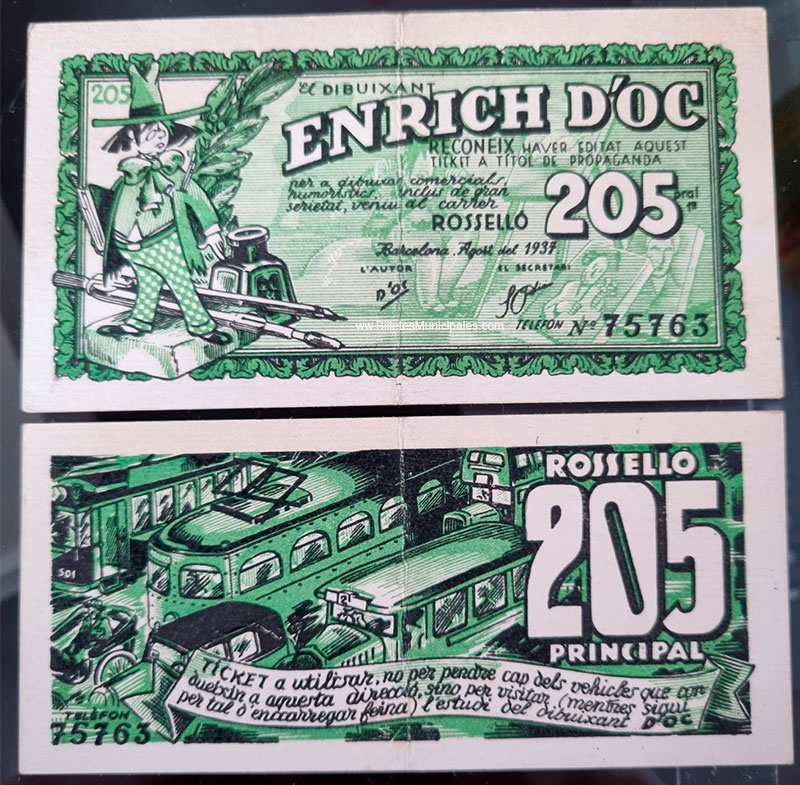 205
El DIBUIXANT
ENRICH D'OC
RECONEIX HAVER EDITAT AQUEST
TICKET A TÍTOL DE PROPAGANDA
per a dibuixos comercials,
humorístics, inclus de gran
serietat, veniu al carrer
ROSSELLÓ 205 pral 1ª
Barcelona, Agost del 1937
L'AUTOR EL SECRETARI
D'OC
www.BilletesMunicipales.com
TELEFON Nº 75763
ROSSELLÓ
205
PRINCIPAL
501
TICKET a utilitsar, no per pendre cap dels vehicles que con
dueixin a aquesta direcció, sino per visitar (mentres sigui
per tal d'encarregar feina) l'estudi del dibuixant D'OC
TELEFON
75763